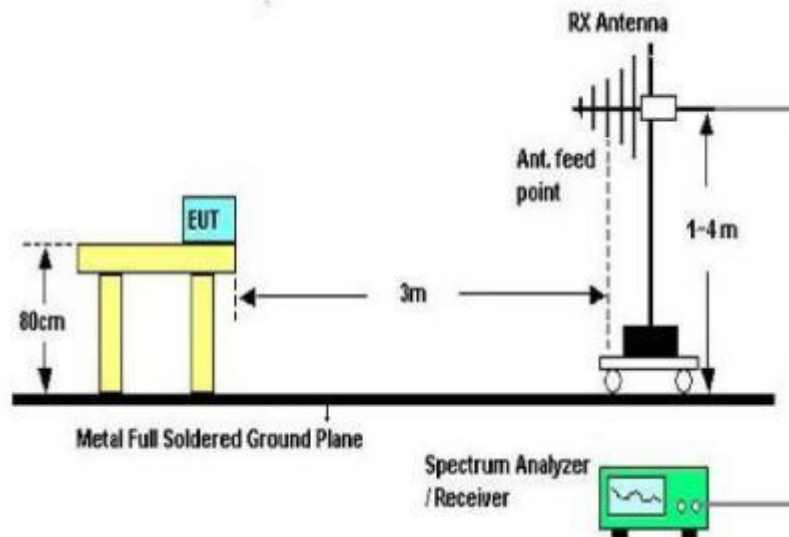 RX Antenna
Ant. feed
point
EUT
1~4 m
3m
80cm
Metal Full Soldered Ground Plane
Spectrum Analyzer
/ Receiver